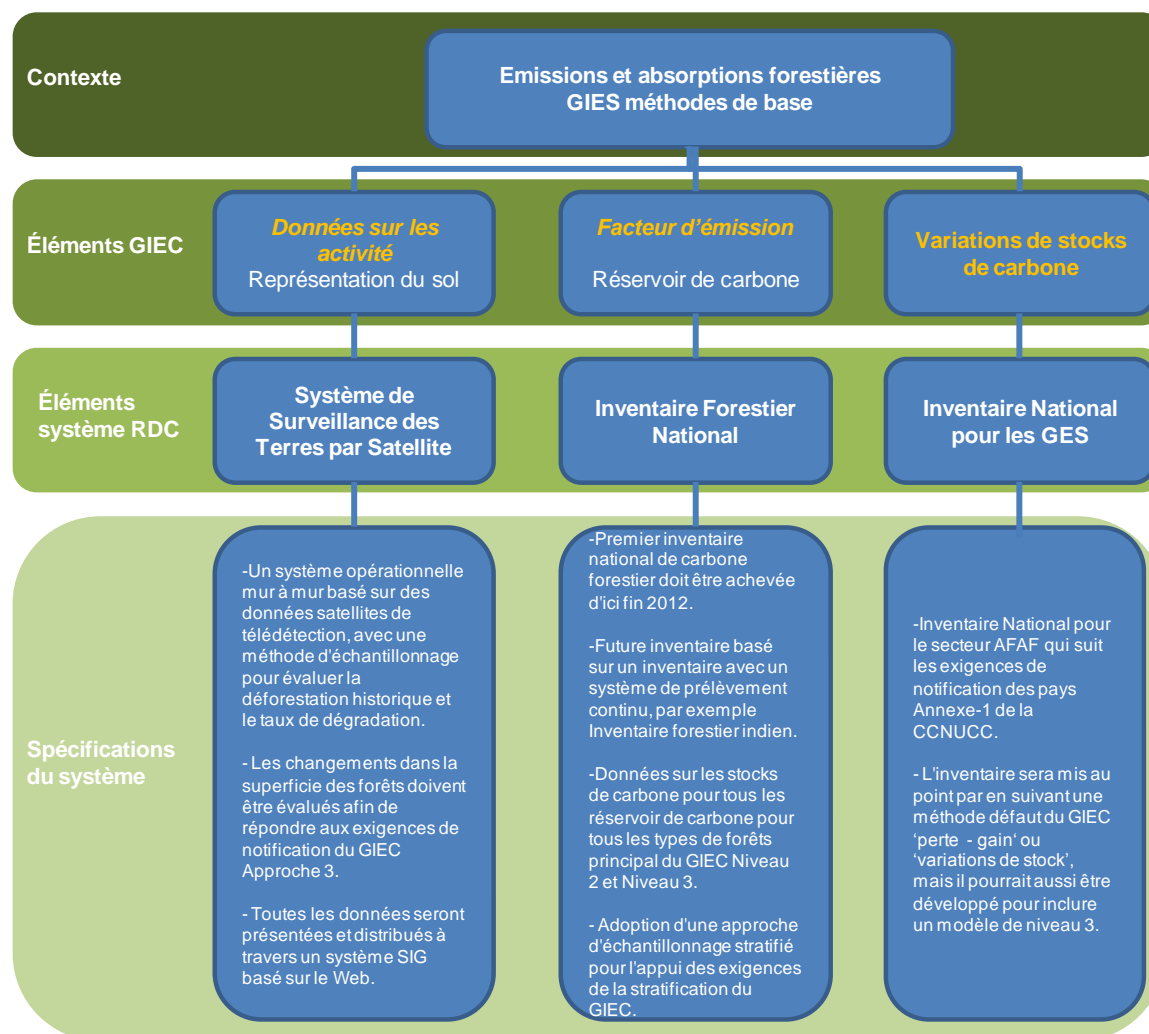 Contexte
Emissions et absorptions forestières
GIES méthodes de base
Éléments GIEC
Données sur les
activité
Représentation du sol
Facteur d'émission
Réservoir de carbone
Variations de stocks
de carbone
Éléments
système RDC
Système de
Surveillance des
Terres par Satellite
Inventaire Forestier
National
Inventaire National
pour les GES
Spécifications
du système
-Un système opérationnelle
mur à mur basé sur des
données satellites de
télédétection, avec une
méthode d'échantillonnage
pour évaluer la
déforestation historique et
le taux de dégradation.
- Les changements dans la
superficie des forêts doivent
être évalués afin de
répondre aux exigences de
notification du GIEC
Approche 3.
- Toutes les données seront
présentées et distribués à
travers un système SIG
basé sur le Web.
-Premier inventaire
national de carbone
forestier doit être achevée
d'ici fin 2012.
-Future inventaire basé
sur un inventaire avec un
système de prélèvement
continu, par exemple
Inventaire forestier indien.
-Données sur les stocks
de carbone pour tous les
réservoir de carbone pour
tous les types de forêts
principal du GIEC Niveau
2 et Niveau 3.
- Adoption d'une approche
d'échantillonnage stratifié
pour l'appui des exigences
de la stratification du
GIEC.
-Inventaire National pour
le secteur AFAF qui suit
les exigences de
notification des pays
Annexe-1 de la
CCNUCC.
- L'inventaire sera mis au
point par en suivant une
méthode défaut du GIEC
'perte - gain' ou
'variations de stock',
mais il pourrait aussi être
développé pour inclure
un modèle de niveau 3.